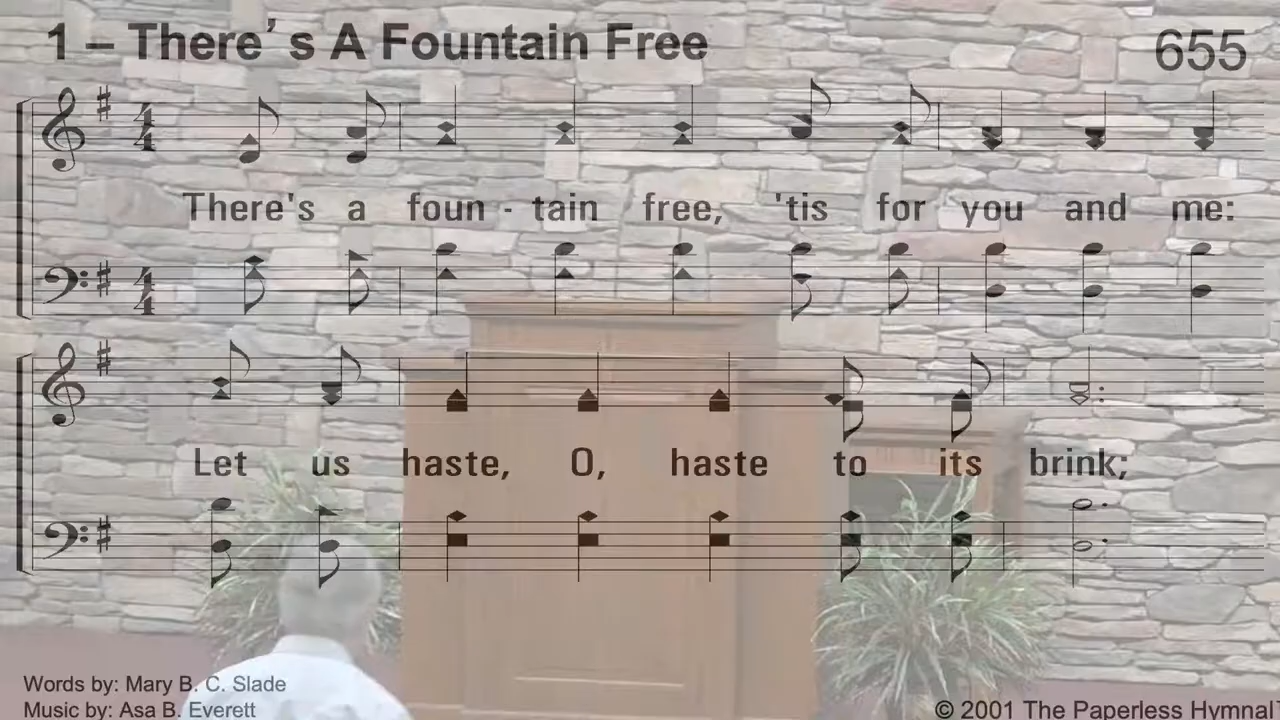 1 – There's A Fountain Free
655
There's a foun - tain free, 'tis for you and me:
Let us haste, O, haste to its brink;
Words by: Mary B. C. Slade
Music by: Asa B. Everett
© 2001 The Paperless Hymnal